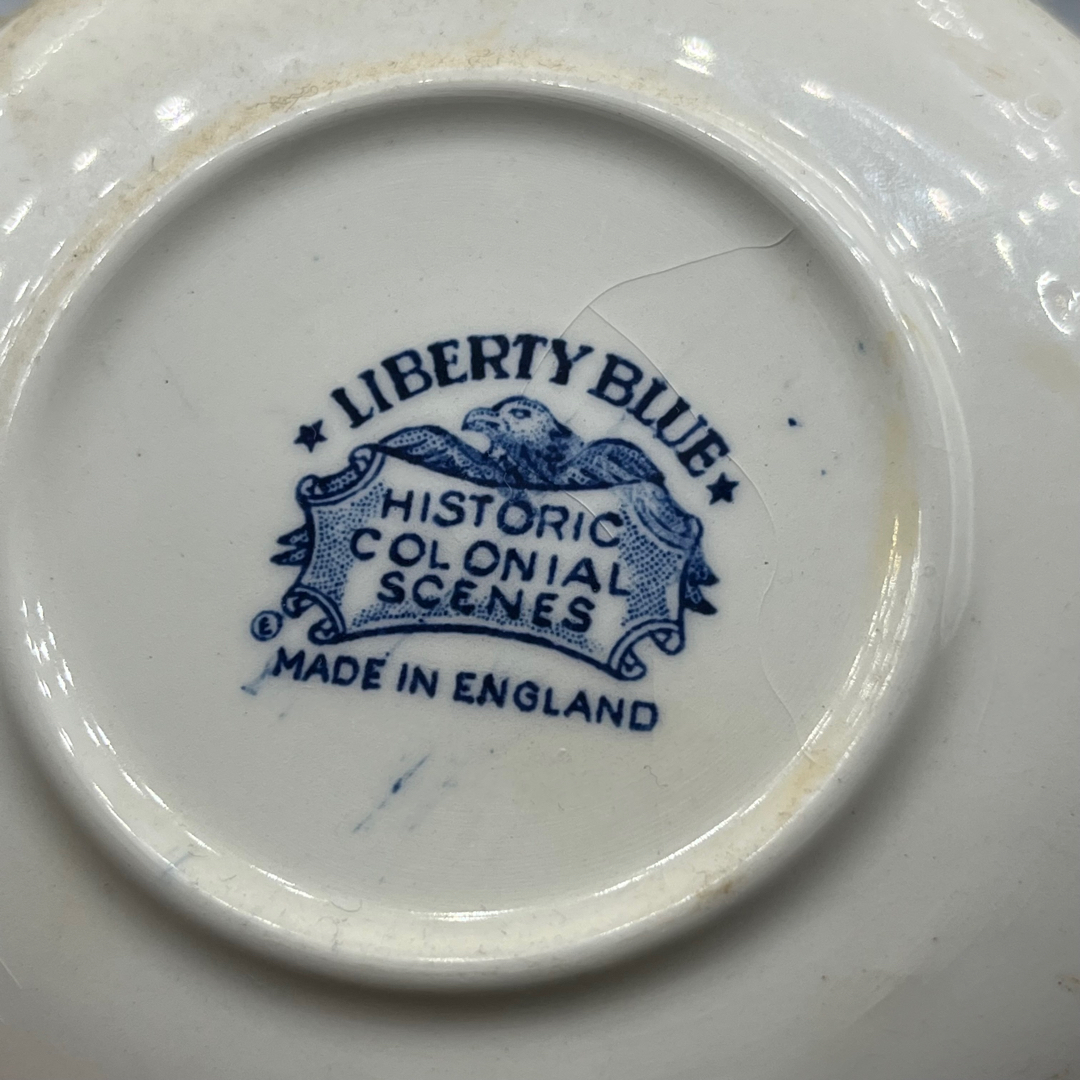 ★ LIBERTY BLUE ★
HISTORIC
COLONIAL
SCENES
Ⓔ
MADE IN ENGLAND